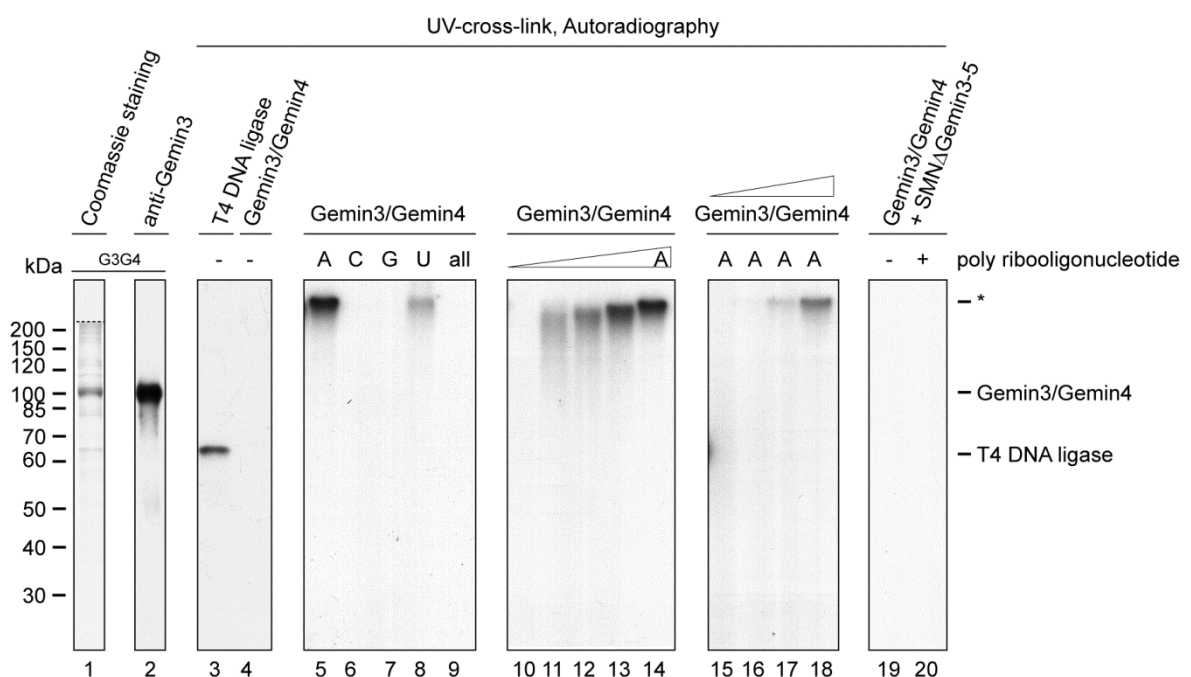 UV-cross-link, Autoradiography
Coomassie staining
anti-Gemin3
T4 DNA ligase
Gemin3/Gemin4
Gemin3/Gemin4
+ SMNΔGemin3-5
Gemin3/Gemin4 Gemin3/Gemin4 Gemin3/Gemin4
kDa G3G4 - - A C G U all A A A A A - + poly ribooligonucleotide
*
200
150
120
100 Gemin3/Gemin4
85
70
60 T4 DNA ligase
50
40
30
1 2 3 4 5 6 7 8 9 10 11 12 13 14 15 16 17 18 19 20